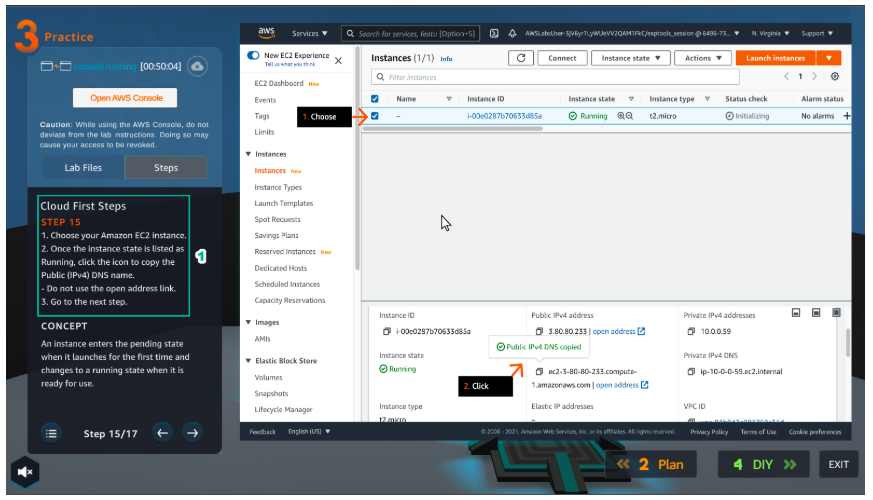 3 Practice
console running [00:50:04]
Open AWS Console
Caution: While using the AWS Console, do not
deviate from the lab instructions. Doing so may
cause your access to be revoked.
Lab Files
Steps
Cloud First Steps
STEP 15
1. Choose your Amazon EC2 instance.
2. Once the instance state is listed as
Running, click the icon to copy the
Public (IPv4) DNS name.
- Do not use the open address link.
3. Go to the next step.
1
CONCEPT
An instance enters the pending state
when it launches for the first time and
changes to a running state when it is
ready for use.
Step 15/17
aws
Services
Search for services, featu [Option+S]
N. Virginia
Support
New EC2 Experience
Tell us what you think
EC2 Dashboard New
Events
Tags
Limits
Instances
Instances New
Instance Types
Launch Templates
Spot Requests
Savings Plans
Reserved Instances New
Dedicated Hosts
Scheduled Instances
Capacity Reservations
Images
AMIs
Elastic Block Store
Volumes
Snapshots
Lifecycle Manager
1. Choose
Instances (1/1) Info
Connect
Instance state
Actions
Launch instances
Filter instances
1
Name
Instance ID
Instance state
Instance type
Status check
Alarm status
–
i-00e0287b70633d85a
Running
t2.micro
Initializing
No alarms
Instance ID
i-00e0287b70633d85a
Public IPv4 address
3.80.80.233 | open address
Private IPv4 addresses
10.0.0.59
Public IPv4 DNS copied
Instance state
Running
2. Click
ec2-3-80-80-233.compute-
1.amazonaws.com | open address
Private IPv4 DNS
ip-10-0-0-59.ec2.internal
Instance type
t2.micro
Elastic IP addresses
–
VPC ID
Feedback
English (US)
© 2008 - 2021, Amazon Web Services, Inc. or its affiliates. All rights reserved.
Privacy Policy
Terms of Use
Cookie preferences
2 Plan
4 DIY
EXIT